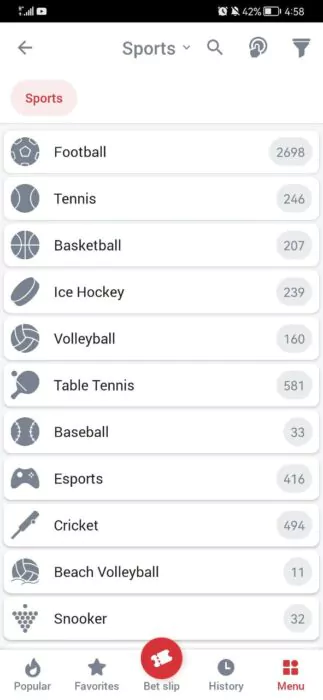 42% 4:58
Sports
Sports
Football 2698
Tennis 246
Basketball 207
Ice Hockey 239
Volleyball 160
Table Tennis 581
Baseball 33
Esports 416
Cricket 494
Beach Volleyball 11
Snooker 32
Popular Favorites Bet slip History Menu